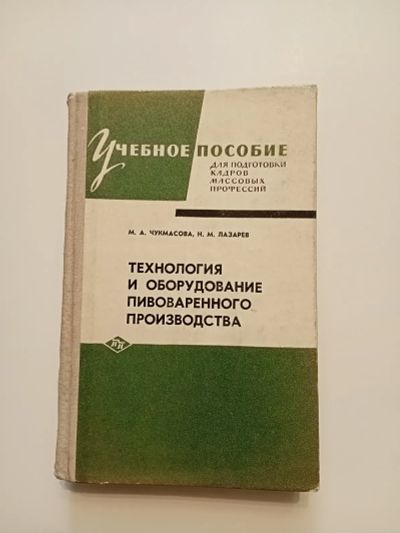 УЧЕБНОЕ ПОСОБИЕ
ДЛЯ ПОДГОТОВКИ
КАДРОВ
МАССОВЫХ
ПРОФЕССИЙ
М. А. ЧУКМАСОВА, Н. М. ЛАЗАРЕВ
ТЕХНОЛОГИЯ
И ОБОРУДОВАНИЕ
ПИВОВАРЕННОГО
ПРОИЗВОДСТВА